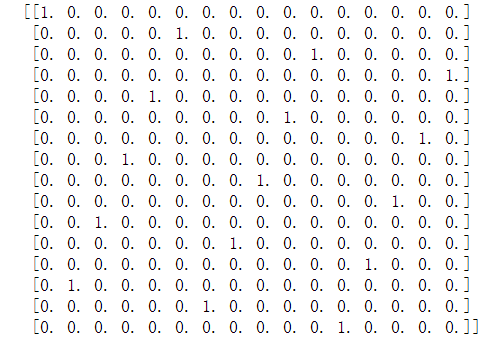 [[1. 0. 0. 0. 0. 0. 0. 0. 0. 0. 0. 0. 0. 0. 0. 0.]
[0. 0. 0. 0. 0. 1. 0. 0. 0. 0. 0. 0. 0. 0. 0. 0.]
[0. 0. 0. 0. 0. 0. 0. 0. 0. 0. 1. 0. 0. 0. 0. 0.]
[0. 0. 0. 0. 0. 0. 0. 0. 0. 0. 0. 0. 0. 0. 0. 1.]
[0. 0. 0. 0. 1. 0. 0. 0. 0. 0. 0. 0. 0. 0. 0. 0.]
[0. 0. 0. 0. 0. 0. 0. 0. 0. 1. 0. 0. 0. 0. 0. 0.]
[0. 0. 0. 0. 0. 0. 0. 0. 0. 0. 0. 0. 0. 0. 1. 0.]
[0. 0. 0. 1. 0. 0. 0. 0. 0. 0. 0. 0. 0. 0. 0. 0.]
[0. 0. 0. 0. 0. 0. 0. 0. 1. 0. 0. 0. 0. 0. 0. 0.]
[0. 0. 0. 0. 0. 0. 0. 0. 0. 0. 0. 0. 0. 1. 0. 0.]
[0. 0. 1. 0. 0. 0. 0. 0. 0. 0. 0. 0. 0. 0. 0. 0.]
[0. 0. 0. 0. 0. 0. 0. 1. 0. 0. 0. 0. 0. 0. 0. 0.]
[0. 0. 0. 0. 0. 0. 0. 0. 0. 0. 0. 0. 1. 0. 0. 0.]
[0. 1. 0. 0. 0. 0. 0. 0. 0. 0. 0. 0. 0. 0. 0. 0.]
[0. 0. 0. 0. 0. 0. 1. 0. 0. 0. 0. 0. 0. 0. 0. 0.]
[0. 0. 0. 0. 0. 0. 0. 0. 0. 0. 0. 1. 0. 0. 0. 0.]]